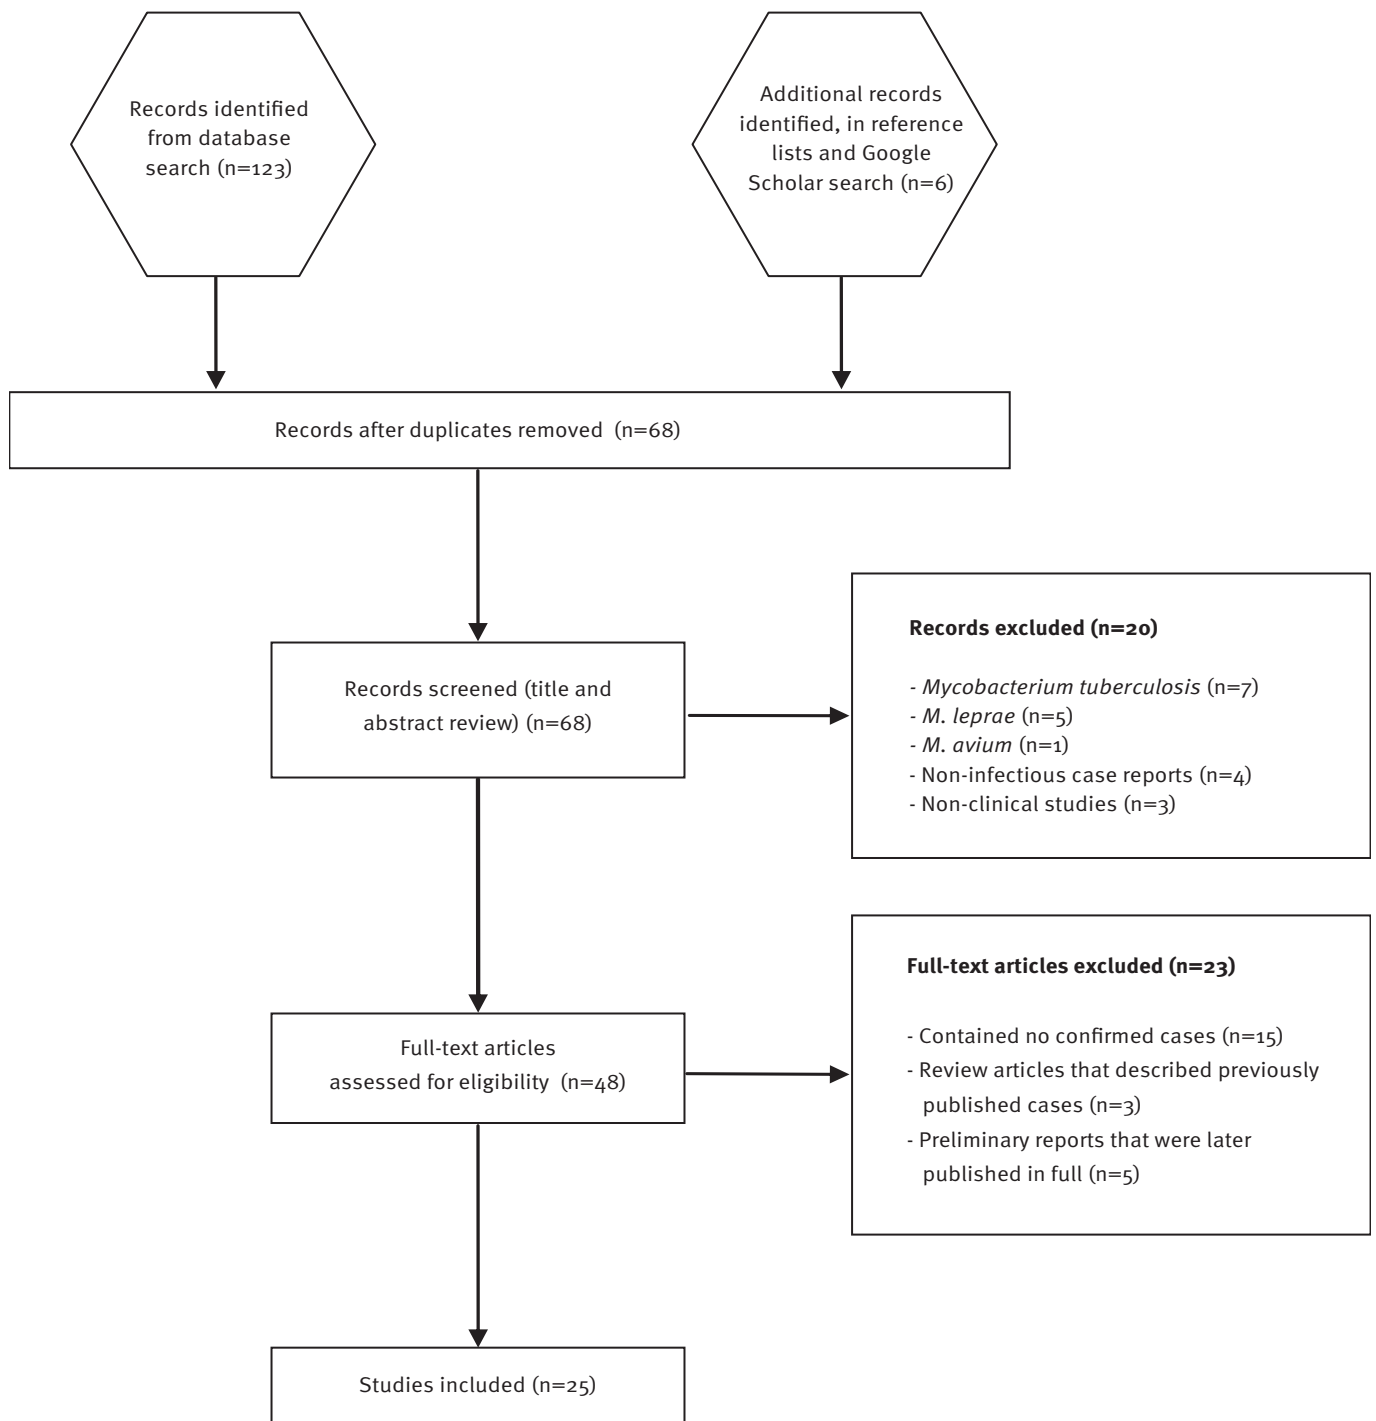 Records identified
from database
search (n=123)
Additional records
identified, in reference
lists and Google
Scholar search (n=6)
Records after duplicates removed (n=68)
Records screened (title and
abstract review) (n=68)
Records excluded (n=20)
- Mycobacterium tuberculosis (n=7)
- M. leprae (n=5)
- M. avium (n=1)
- Non-infectious case reports (n=4)
- Non-clinical studies (n=3)
Full-text articles
assessed for eligibility (n=48)
Full-text articles excluded (n=23)
- Contained no confirmed cases (n=15)
- Review articles that described previously
published cases (n=3)
- Preliminary reports that were later
published in full (n=5)
Studies included (n=25)